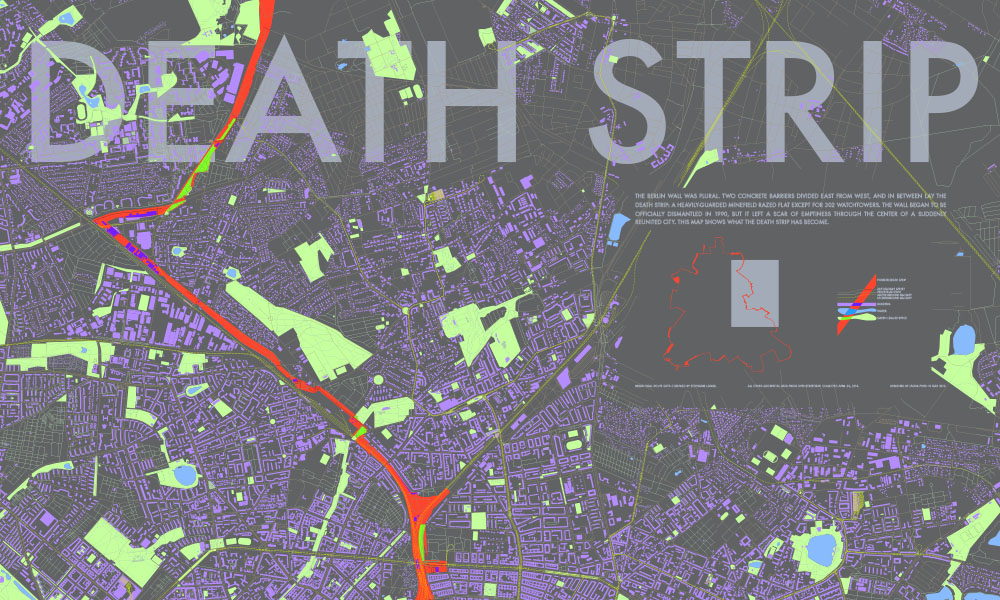 DEATH STRIP
THE BERLIN WALL WAS PLURAL. TWO CONCRETE BARRIERS DIVIDED EAST FROM WEST, AND IN BETWEEN LAY THE
DEATH STRIP, A HEAVILY-GUARDED MINEFIELD RAZED FLAT EXCEPT FOR 302 WATCHTOWERS. THE WALL BEGAN TO BE
OFFICIALLY DISMANTLED IN 1990, BUT IT LEFT A SCAR OF EMPTINESS THROUGH THE CENTER OF A SUDDENLY
REUNITED CITY. THIS MAP SHOWS WHAT THE DEATH STRIP HAS BECOME.